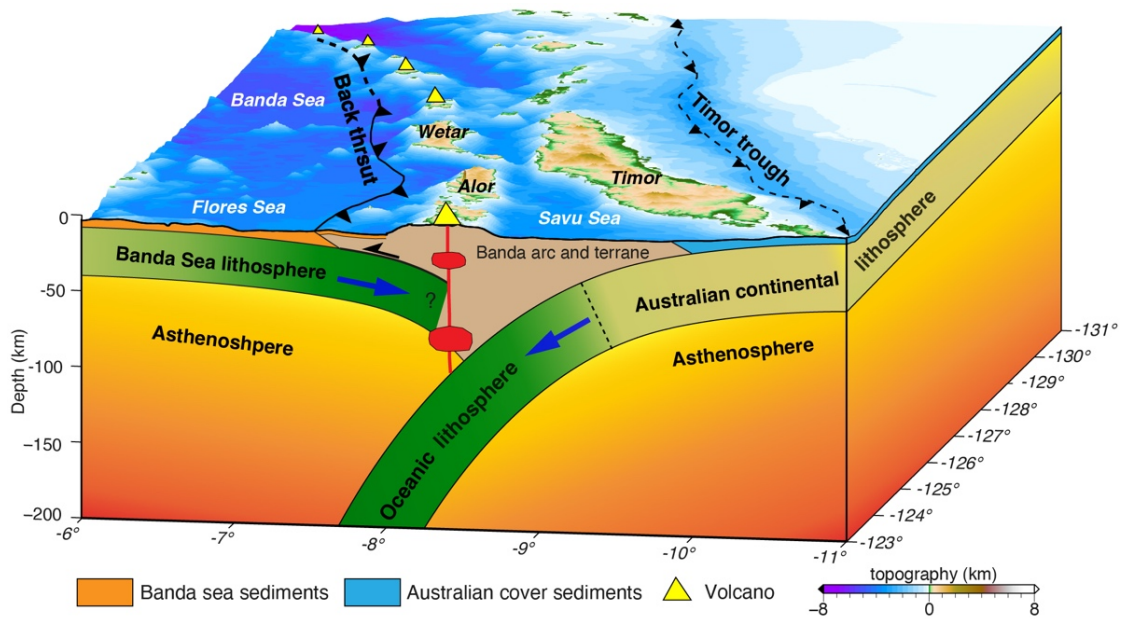 Banda Sea
Back thrsut
Wetar
Alor
Timor
Timor trough
Flores Sea
Savu Sea
Banda Sea lithosphere
?
Banda arc and terrane
Australian continental
lithosphere
Asthenoshpere
Asthenosphere
Oceanic lithosphere
Depth (km)
0
-50
-100
−150
−200
-6°
-7°
-8°
-9°
-10°
-11°
-123°
-124°
-125°
-126°
-127°
-128°
-129°
-130°
-131°
Banda sea sediments
Australian cover sediments
Volcano
topography (km)
−8
0
8